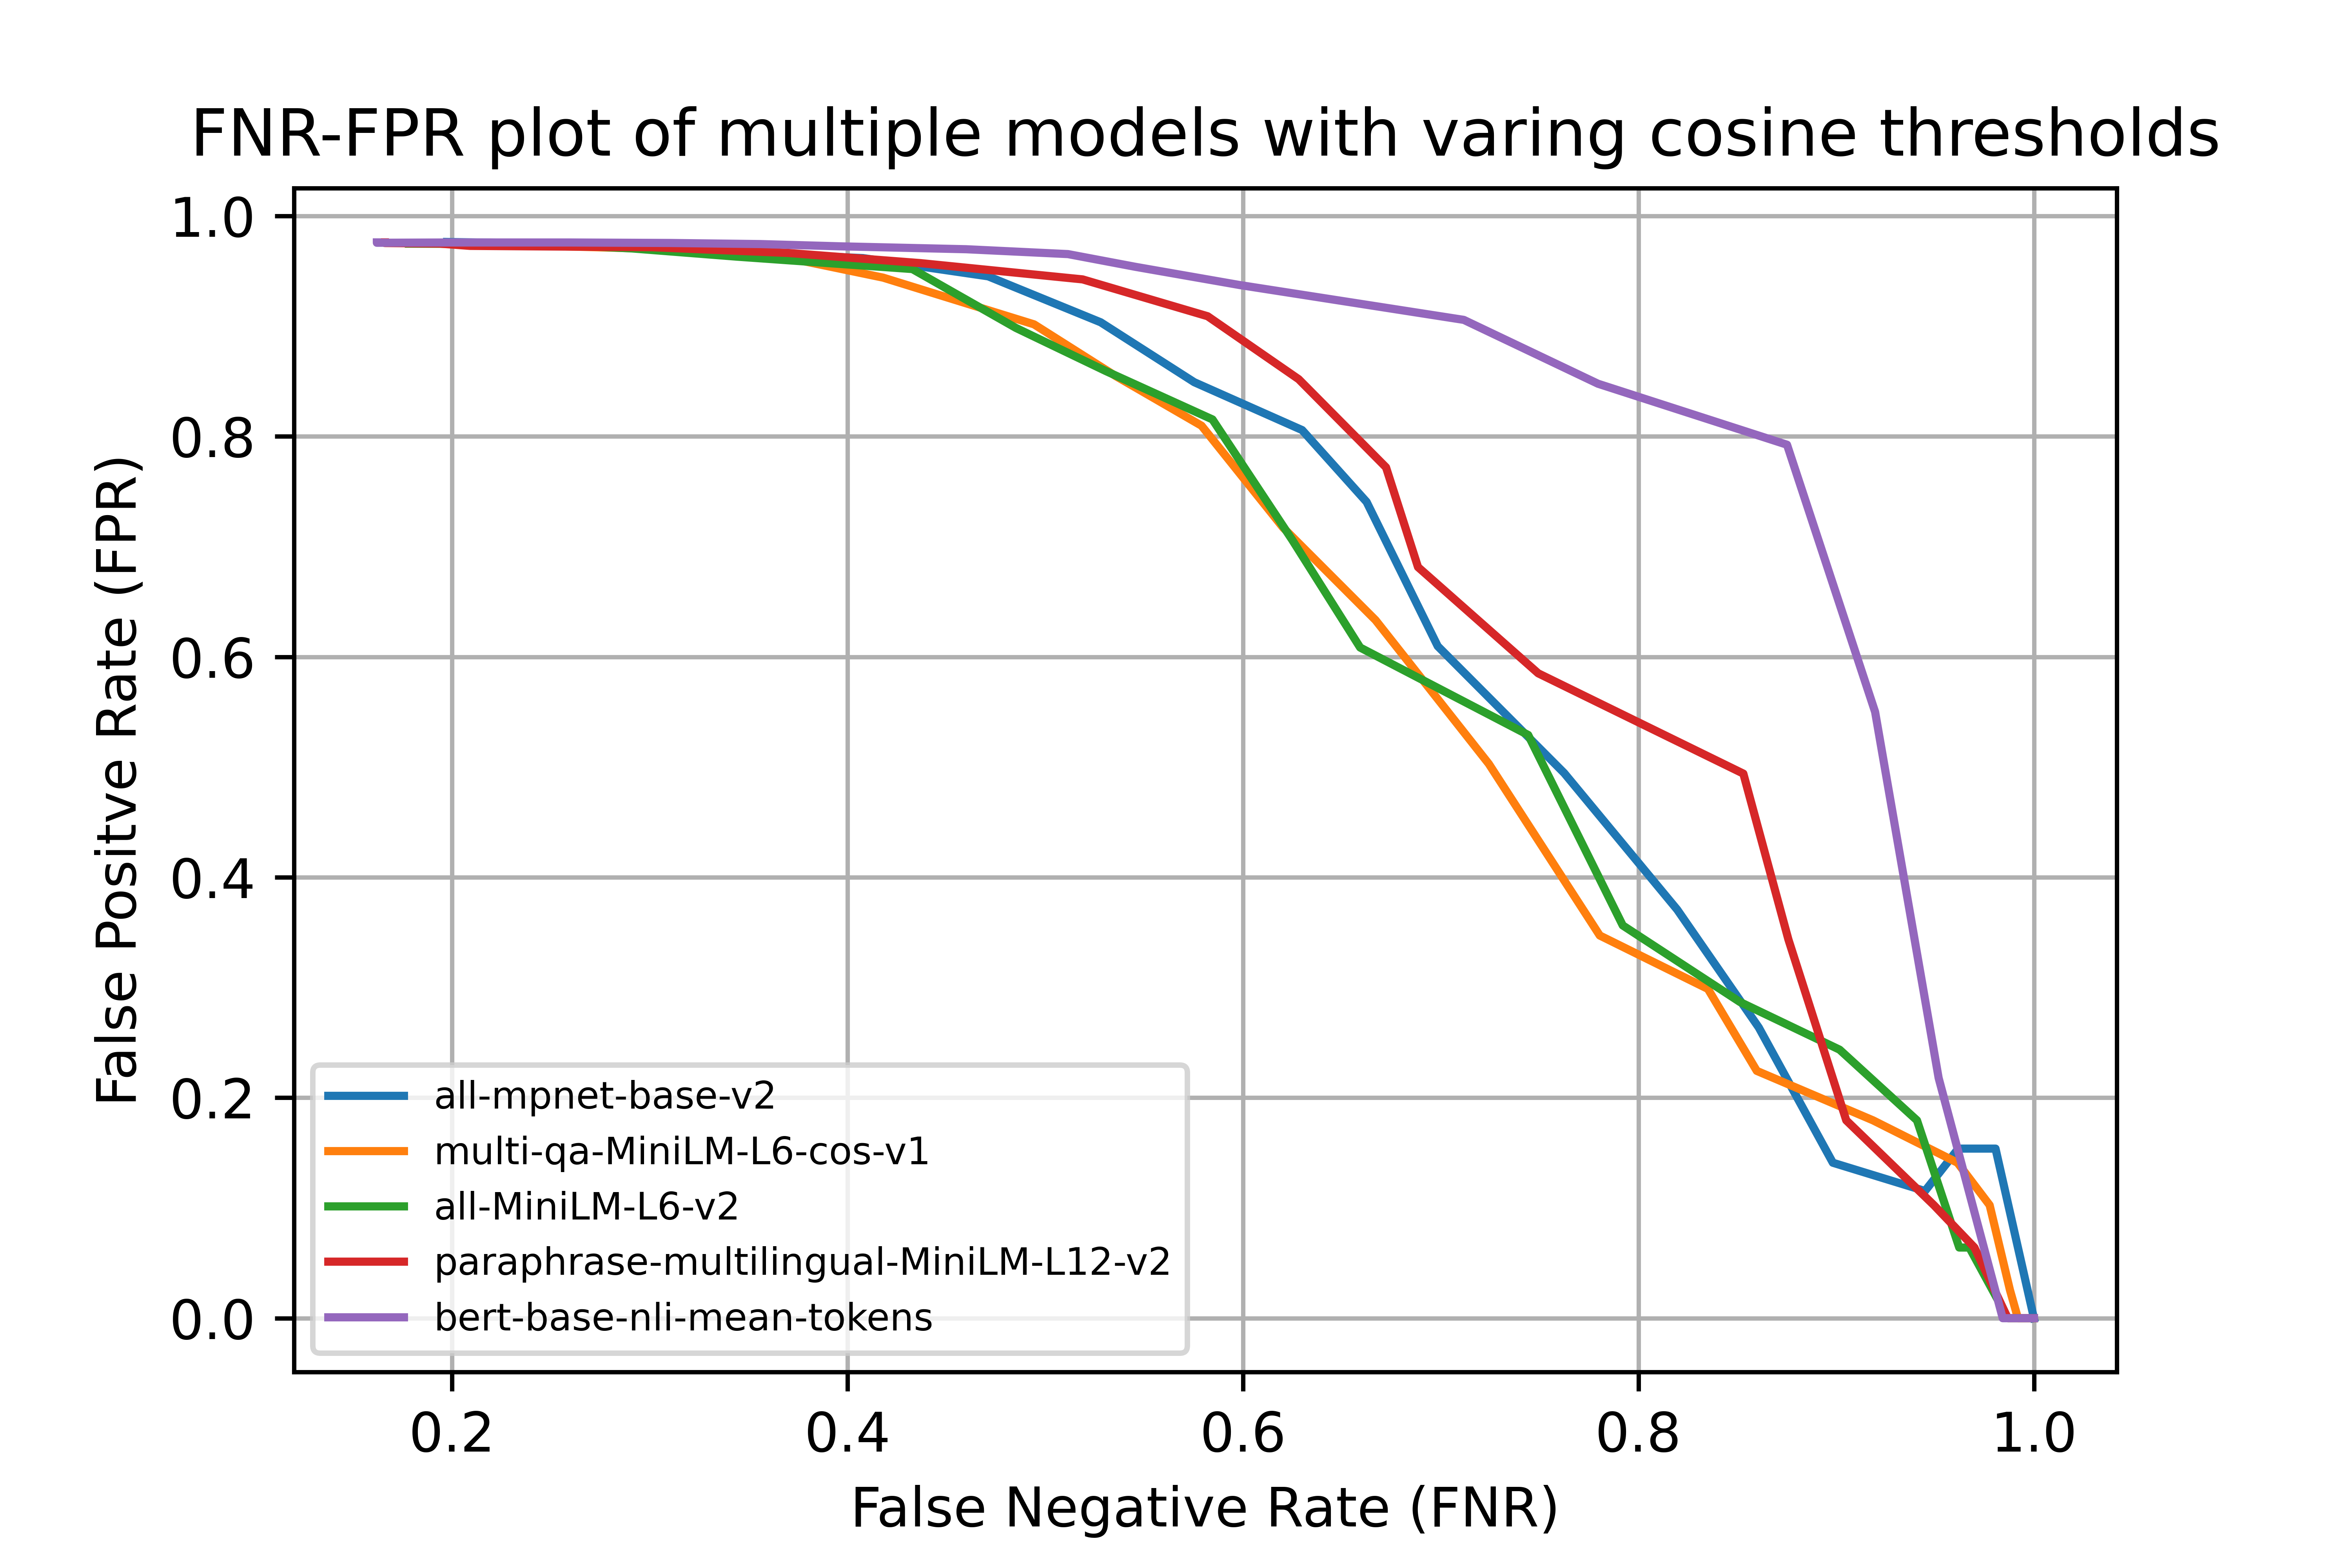 FNR-FPR plot of multiple models with varing cosine thresholds
False Positve Rate (FPR)
1.0
0.8
0.6
0.4
0.2
0.0
all-mpnet-base-v2
multi-qa-MiniLM-L6-cos-v1
all-MiniLM-L6-v2
paraphrase-multilingual-MiniLM-L12-v2
bert-base-nli-mean-tokens
0.2 0.4 0.6 0.8 1.0
False Negative Rate (FNR)